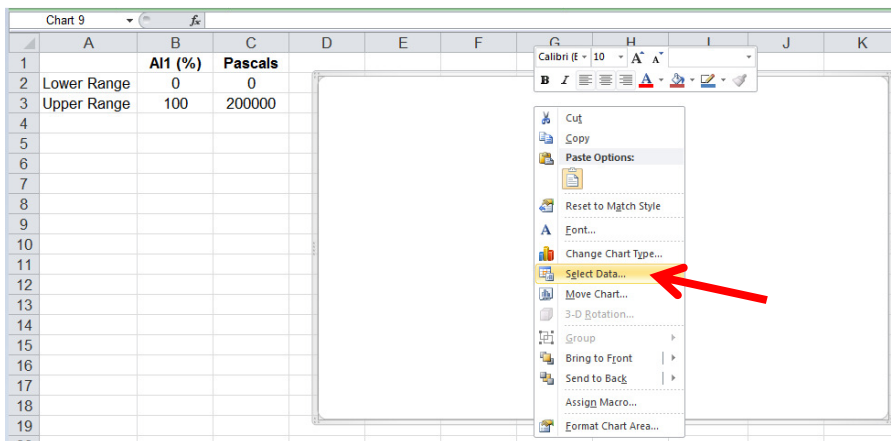 Chart 9 fx
A B C D E F G H I J K
1 AI1 (%) Pascals
2 Lower Range 0 0
3 Upper Range 100 200000
4
5
6
7
8
9
10
11
12
13
14
15
16
17
18
19
Calibri (E 10 A A
B I A
Cut
Copy
Paste Options:
Reset to Match Style
A Font...
Change Chart Type...
Select Data...
Move Chart...
3-D Rotation...
Group
Bring to Front
Send to Back
Assign Macro...
Format Chart Area...